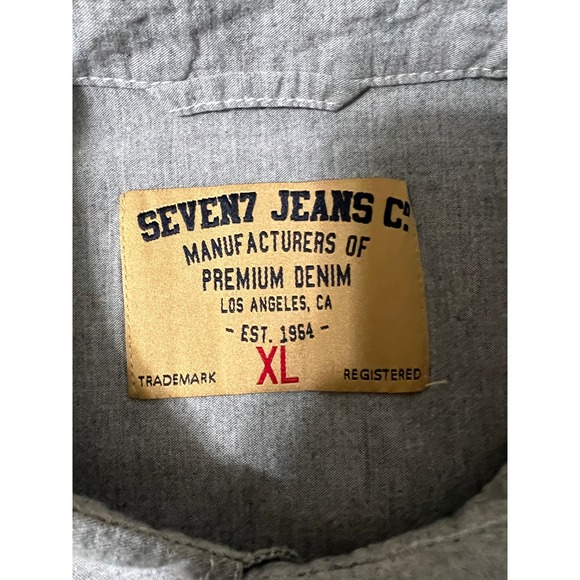 SEVEN7 JEANS Co
MANUFACTURERS OF
PREMIUM DENIM
LOS ANGELES, CA
- EST. 1964 -
XL
TRADEMARK REGISTERED